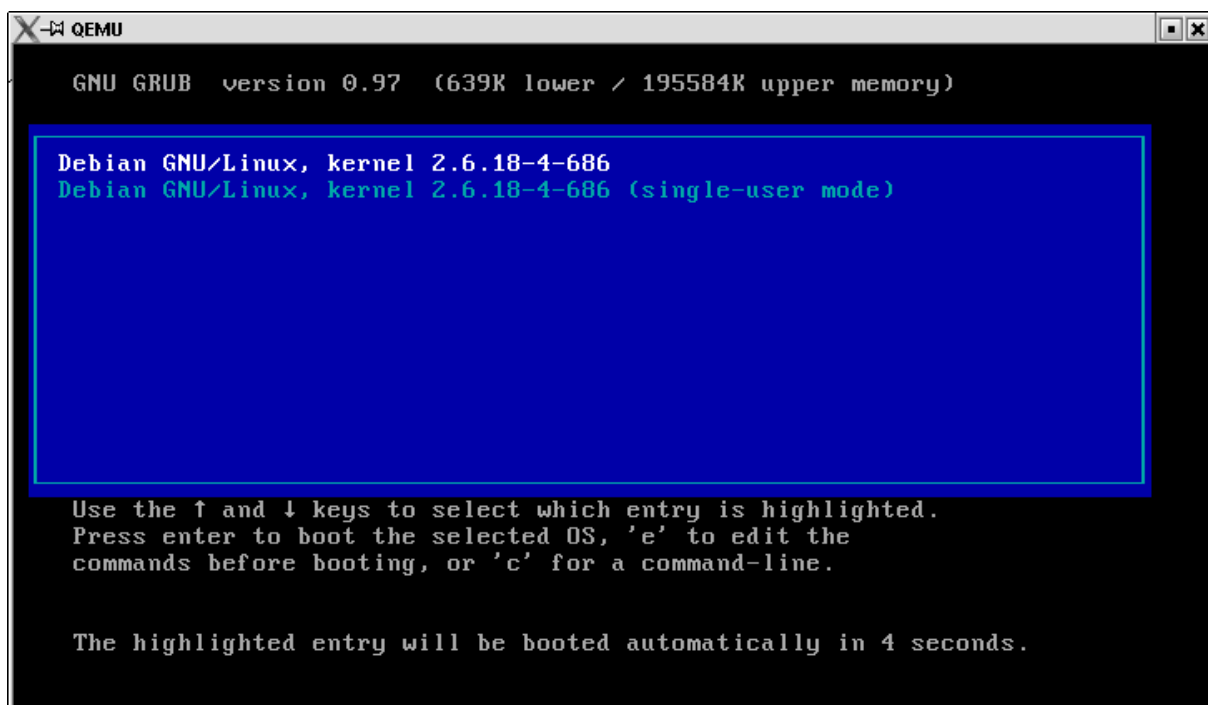 QEMU
GNU GRUB version 0.97 (639K lower / 195584K upper memory)
Debian GNU/Linux, kernel 2.6.18-4-686
Debian GNU/Linux, kernel 2.6.18-4-686 (single-user mode)
Use the ↑ and ↓ keys to select which entry is highlighted.
Press enter to boot the selected OS, 'e' to edit the
commands before booting, or 'c' for a command-line.
The highlighted entry will be booted automatically in 4 seconds.